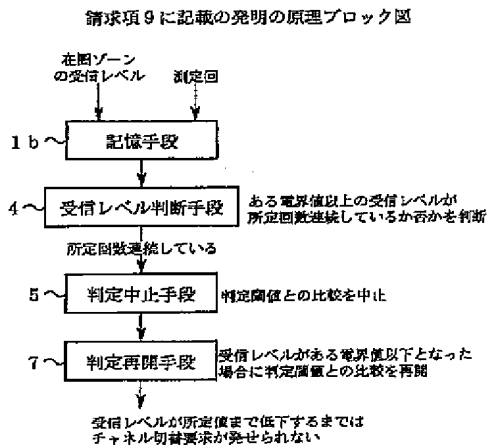 請求項9に記載の発明の原理ブロック図
在圏ゾーン
の受信レベル
測定回
1b 記憶手段
4 受信レベル判断手段
ある電界値以上の受信レベルが
所定回数連続しているか否かを判断
所定回数連続している
5 判定中止手段
判定閾値との比較を中止
7 判定再開手段
受信レベルがある電界値以下となった
場合に判定閾値との比較を再開
受信レベルが所定値まで低下するまでは
チャネル切替要求が発せられない